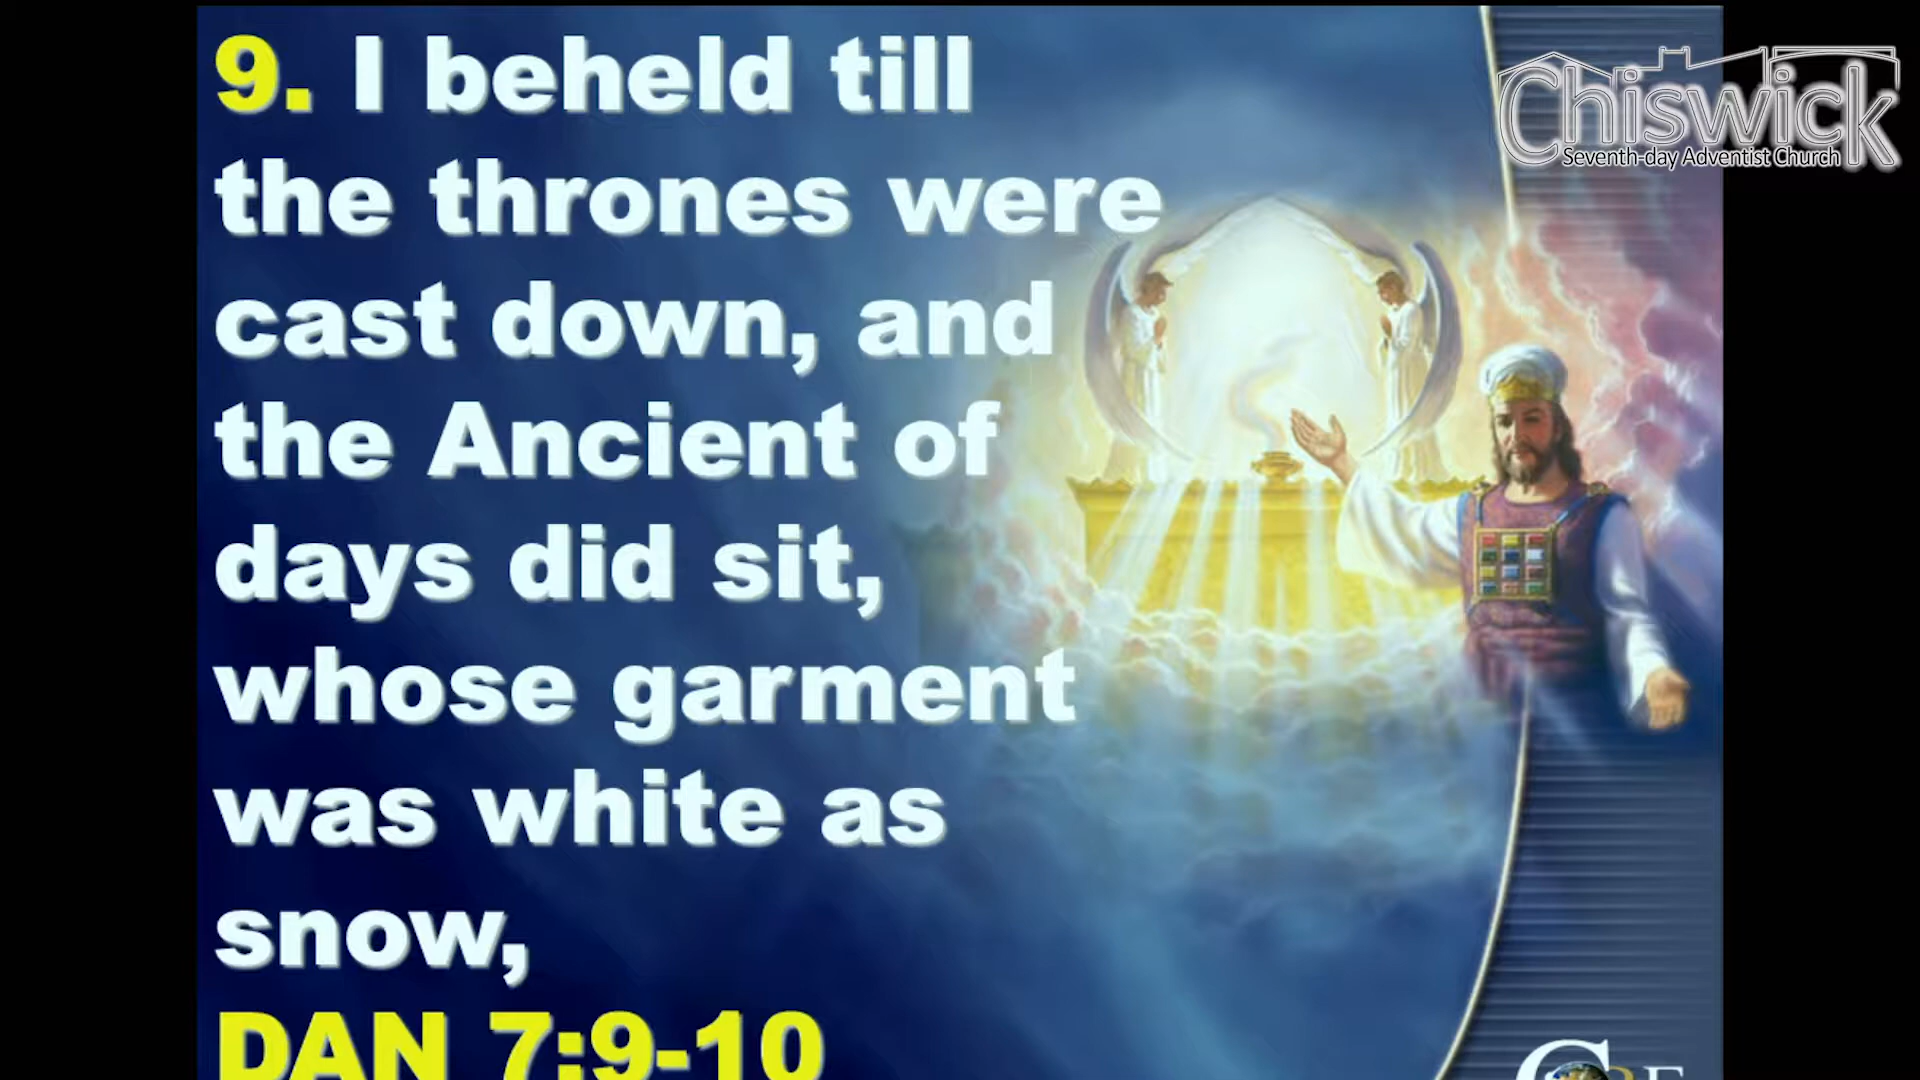 9. I beheld till
the thrones were
cast down, and
the Ancient of
days did sit,
whose garment
was white as
snow,
DAN 7:9-10
Chiswick
Seventh-day Adventist Church